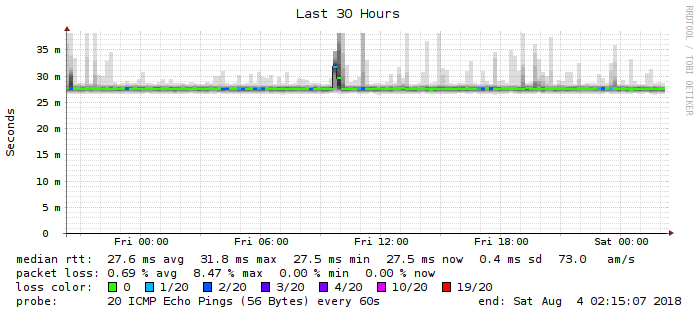 Last 30 Hours
RRDTOOL / TOBI OETIKER
Seconds
35 m
30 m
25 m
20 m
15 m
10 m
5 m
0
Fri 00:00 Fri 06:00 Fri 12:00 Fri 18:00 Sat 00:00
median rtt: 27.6 ms avg 31.8 ms max 27.5 ms min 27.5 ms now 0.4 ms sd 73.0 am/s
packet loss: 0.69 % avg 8.47 % max 0.00 % min 0.00 % now
loss color: 0 1/20 2/20 3/20 4/20 10/20 19/20
probe: 20 ICMP Echo Pings (56 Bytes) every 60s end: Sat Aug 4 02:15:07 2018